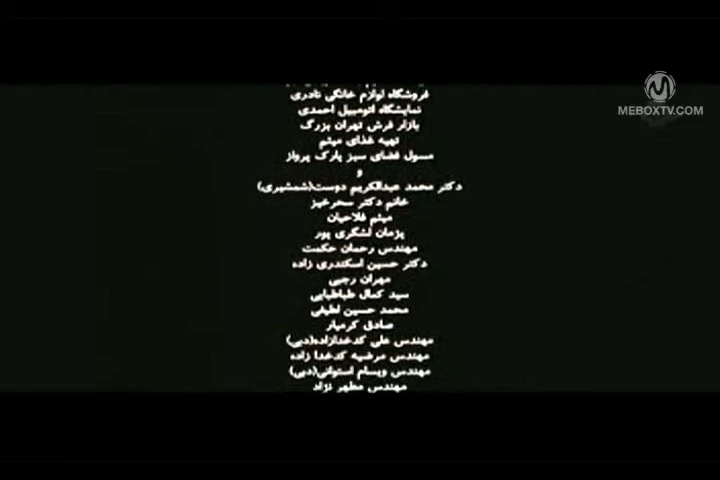 MEBOXTV.COM
فروشگاه لوازم خانگی نادری
نمایشگاه اتومبیل احمدی
بازار فرش تهران بزرگ
تهیه غذای میثم
مسول فضای سبز پارک پرواز
و
دکتر محمد عبدالکریم دوست(شمشیری)
خانم دکتر سحرخیز
میثم فلاحیان
پژمان لشگری پور
مهندس رحمان حکمت
دکتر حسین اسکندری زاده
مهران رجبی
سید کمال طباطبایی
محمد حسین لطیفی
صادق کرمیار
مهندس علی کدخدازاده(دبی)
مهندس مرضیه کدخدا زاده
مهندس وسام استوانی(دبی)
مهندس مطهر نژاد